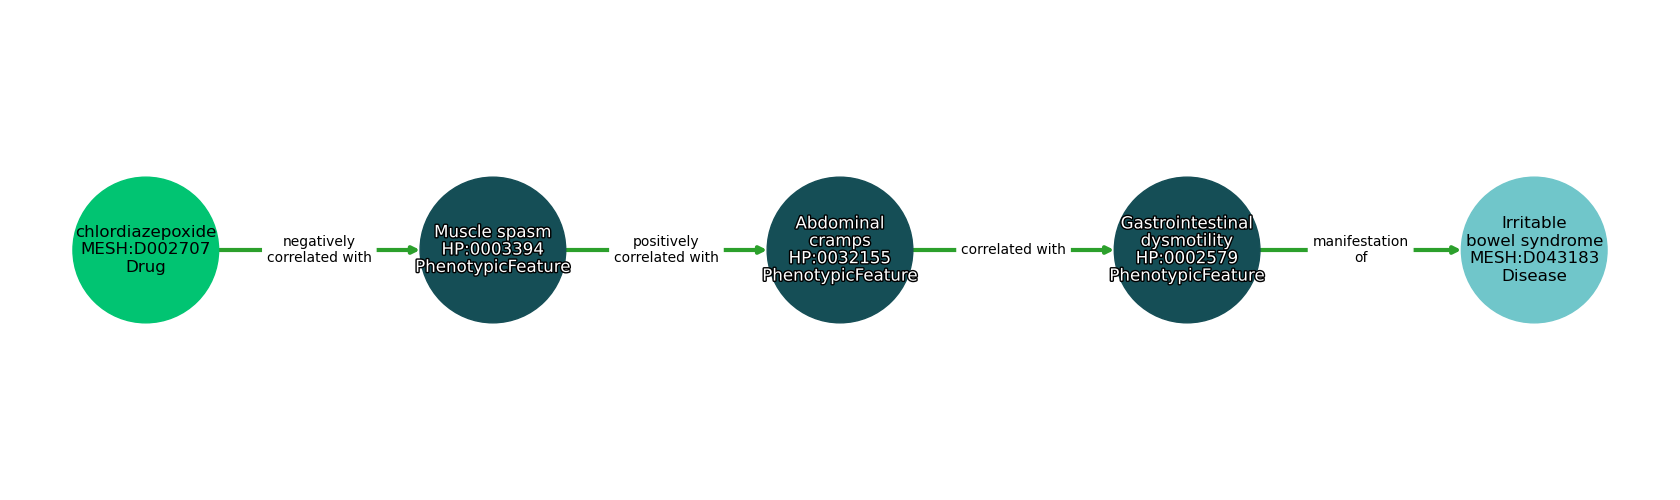 chlordiazepoxide
MESH:D002707
Drug
negatively
correlated with
Muscle spasm
HP:0003394
PhenotypicFeature
positively
correlated with
Abdominal
cramps
HP:0032155
PhenotypicFeature
correlated with
Gastrointestinal
dysmotility
HP:0002579
PhenotypicFeature
manifestation
of
Irritable
bowel syndrome
MESH:D043183
Disease